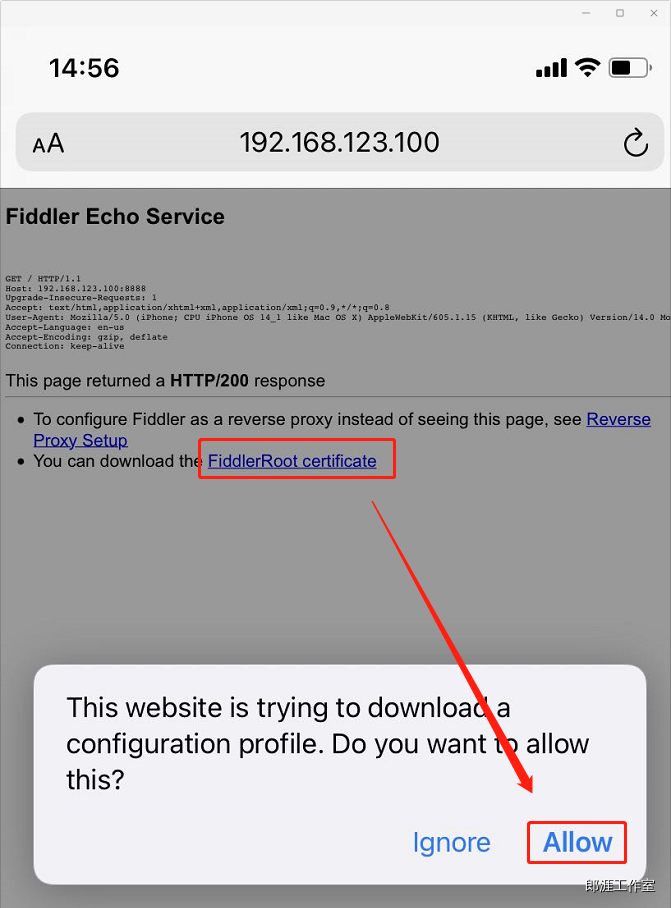 14:56
AA
192.168.123.100
Fiddler Echo Service
GET / HTTP/1.1
Host: 192.168.123.100:8888
Upgrade-Insecure-Requests: 1
Accept: text/html,application/xhtml+xml,application/xml;q=0.9,*/*;q=0.8
User-Agent: Mozilla/5.0 (iPhone; CPU iPhone OS 14_1 like Mac OS X) AppleWebKit/605.1.15 (KHTML, like Gecko) Version/14.0 Mo
Accept-Language: en-us
Accept-Encoding: gzip, deflate
Connection: keep-alive
This page returned a HTTP/200 response
• To configure Fiddler as a reverse proxy instead of seeing this page, see Reverse
Proxy Setup
• You can download the FiddlerRoot certificate
This website is trying to download a
configuration profile. Do you want to allow
this?
Ignore
Allow
郎涯工作室